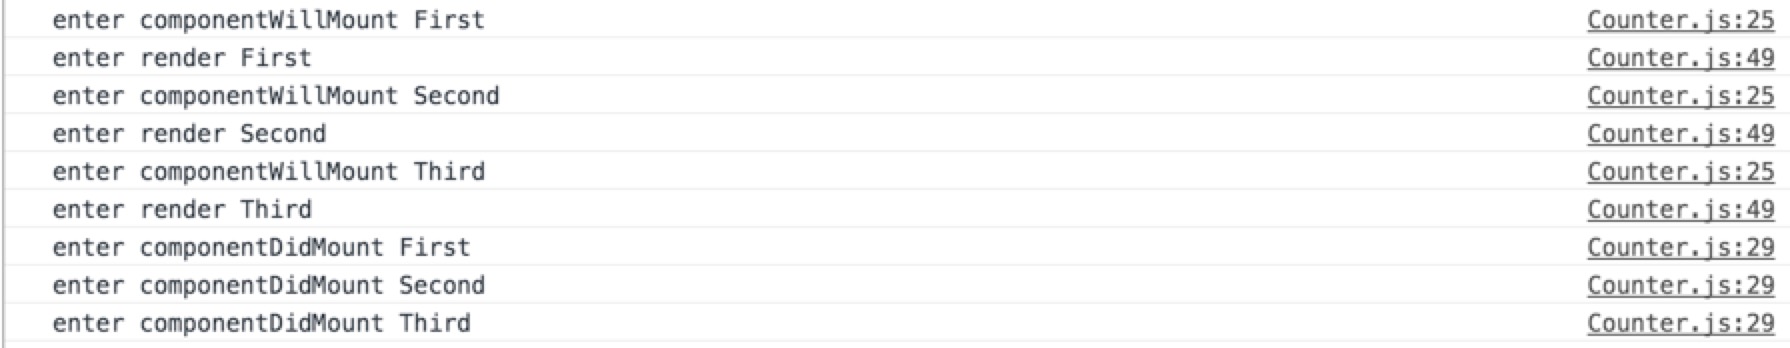 enter componentWillMount First Counter.js:25
enter render First Counter.js:49
enter componentWillMount Second Counter.js:25
enter render Second Counter.js:49
enter componentWillMount Third Counter.js:25
enter render Third Counter.js:49
enter componentDidMount First Counter.js:29
enter componentDidMount Second Counter.js:29
enter componentDidMount Third Counter.js:29